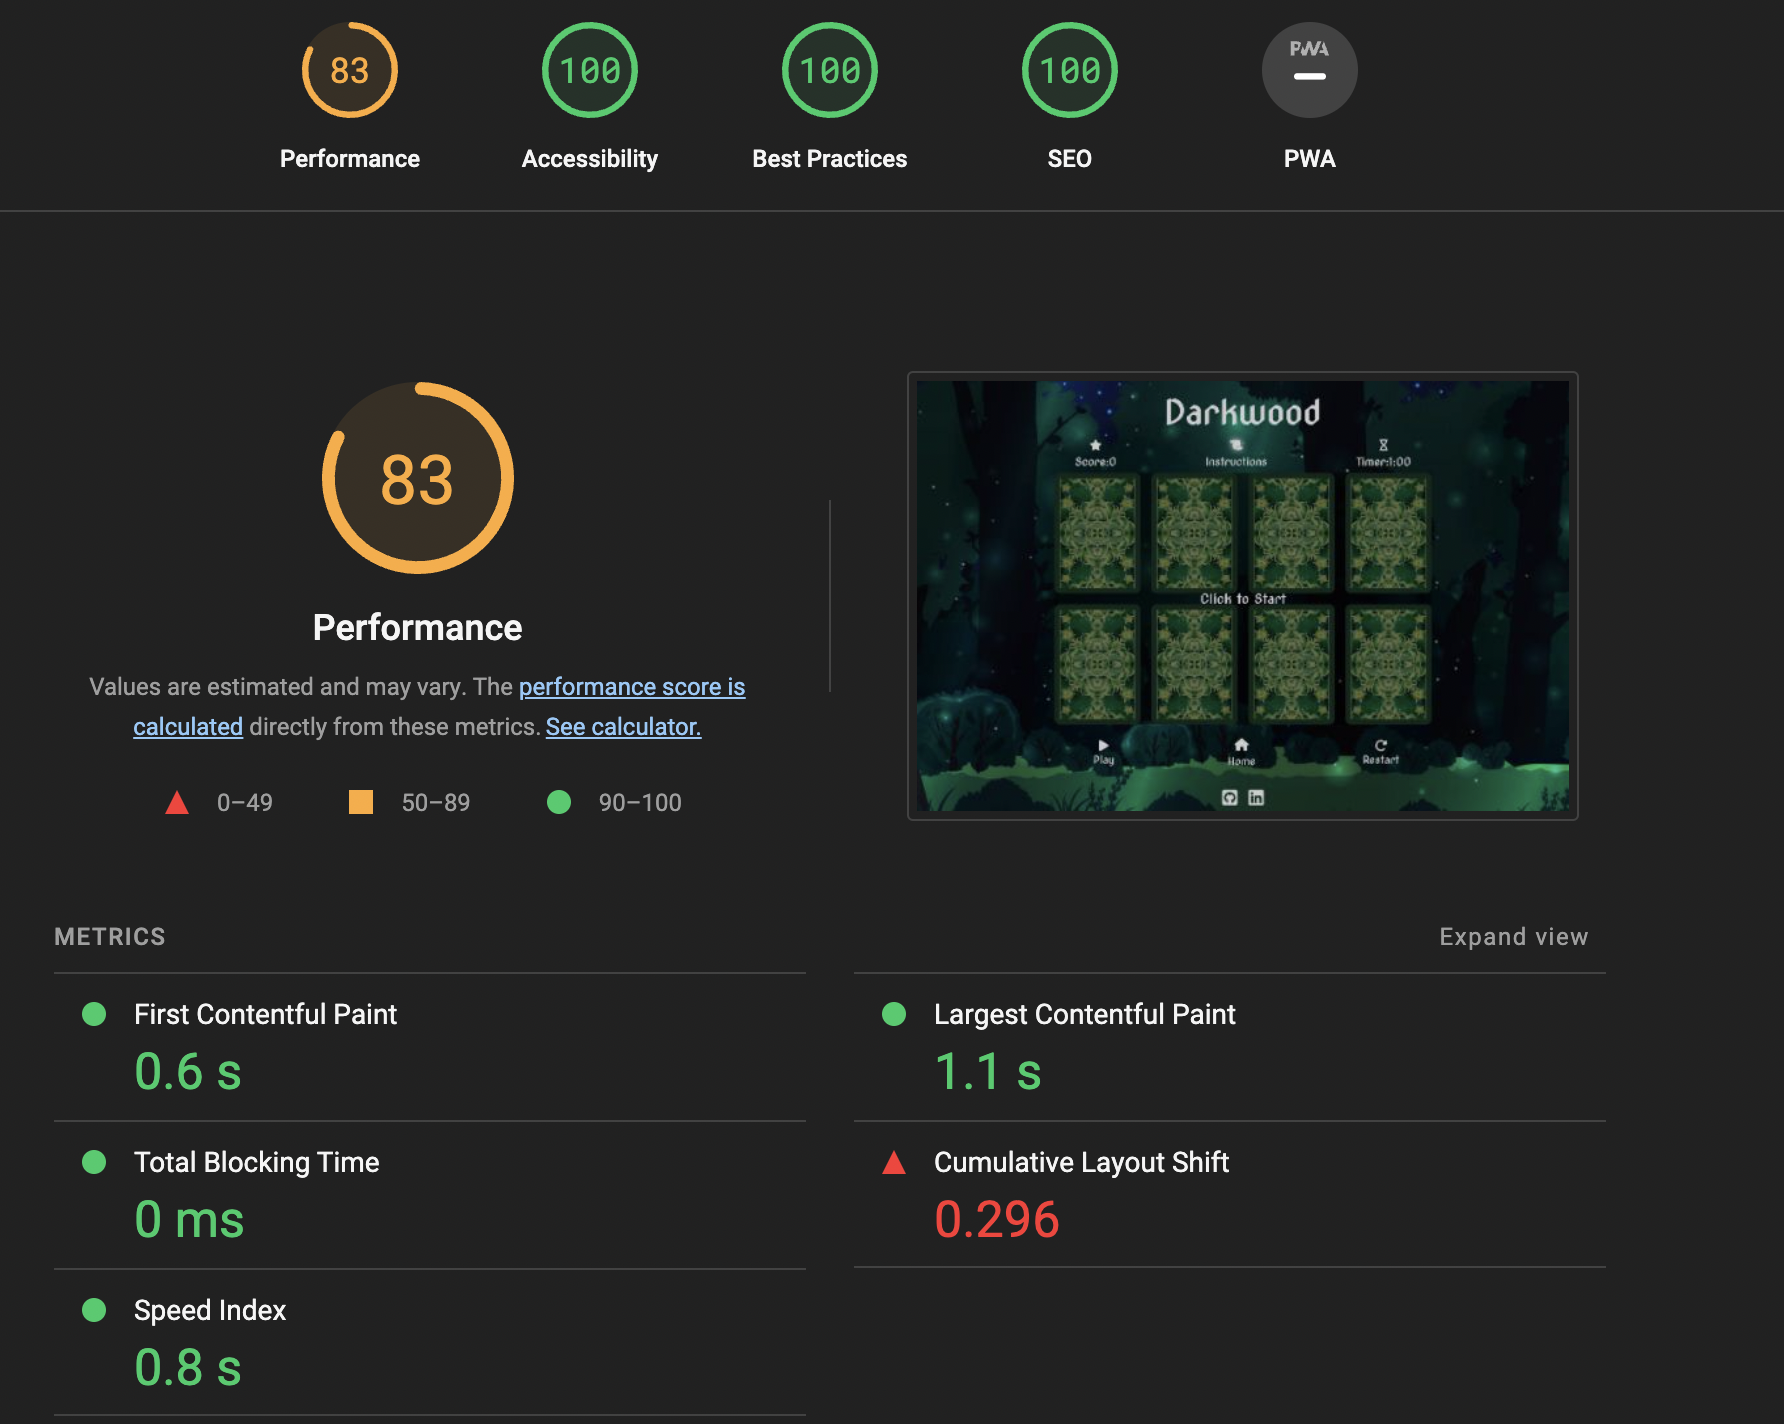 83
100
100
100
PWA
Performance
Accessibility
Best Practices
SEO
PWA
83
Performance
Values are estimated and may vary. The performance score is
calculated directly from these metrics. See calculator.
0–49
50–89
90–100
Darkwood
Score:0
Instructions
Timer:1:00
Click to Start
Play
Home
Restart
in
METRICS
Expand view
First Contentful Paint
0.6 s
Largest Contentful Paint
1.1 s
Total Blocking Time
0 ms
Cumulative Layout Shift
0.296
Speed Index
0.8 s